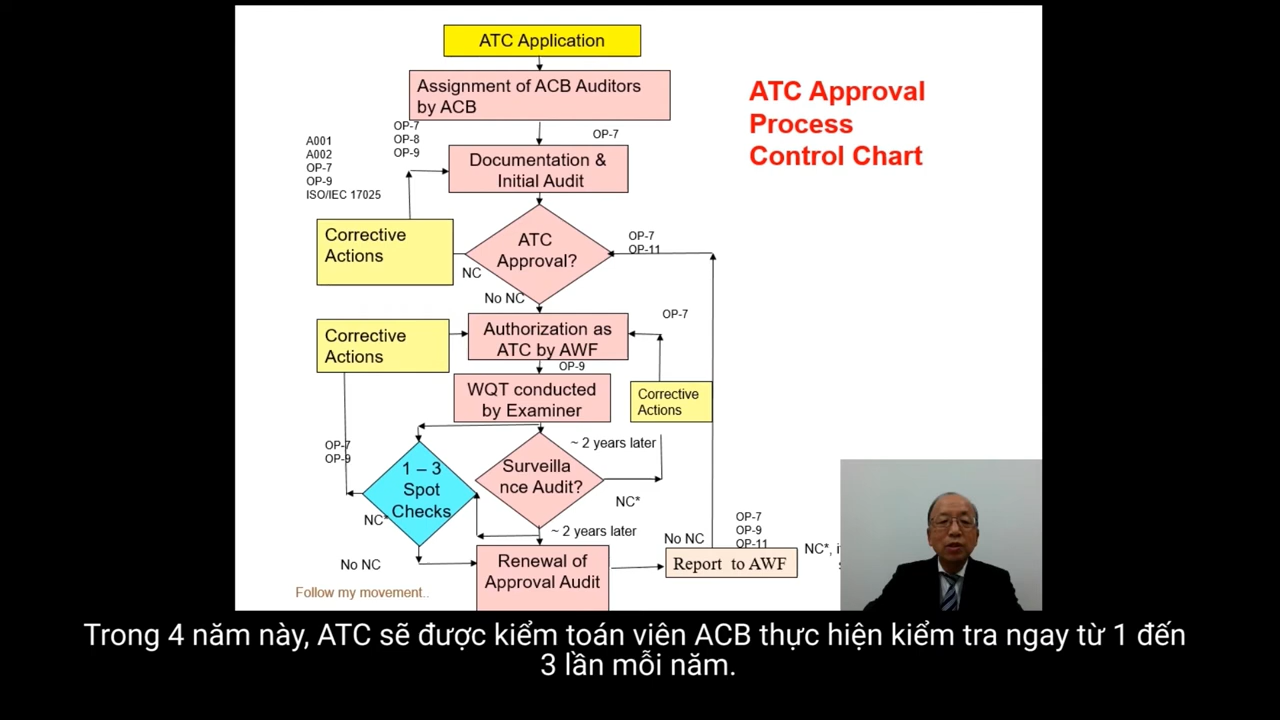 ATC Application
Assignment of ACB Auditors
by ACB
ATC Approval
Process
Control Chart
OP-7
OP-8
OP-9
OP-7
A001
A002
OP-7
OP-9
ISO/IEC 17025
Documentation &
Initial Audit
Corrective
Actions
ATC
Approval?
OP-7
OP-11
NC
No NC
OP-7
Corrective
Actions
Authorization as
ATC by AWF
OP-9
WQT conducted
by Examiner
Corrective
Actions
~ 2 years later
OP-7
OP-9
1 – 3
Spot
Checks
Surveilla
nce Audit?
NC*
NC*
~ 2 years later
OP-7
OP-9
OP-11
No NC
NC*, i
No NC
Renewal of
Approval Audit
Report to AWF
Follow my movement..
Trong 4 năm này, ATC sẽ được kiểm toán viên ACB thực hiện kiểm tra ngay từ 1 đến
3 lần mỗi năm.